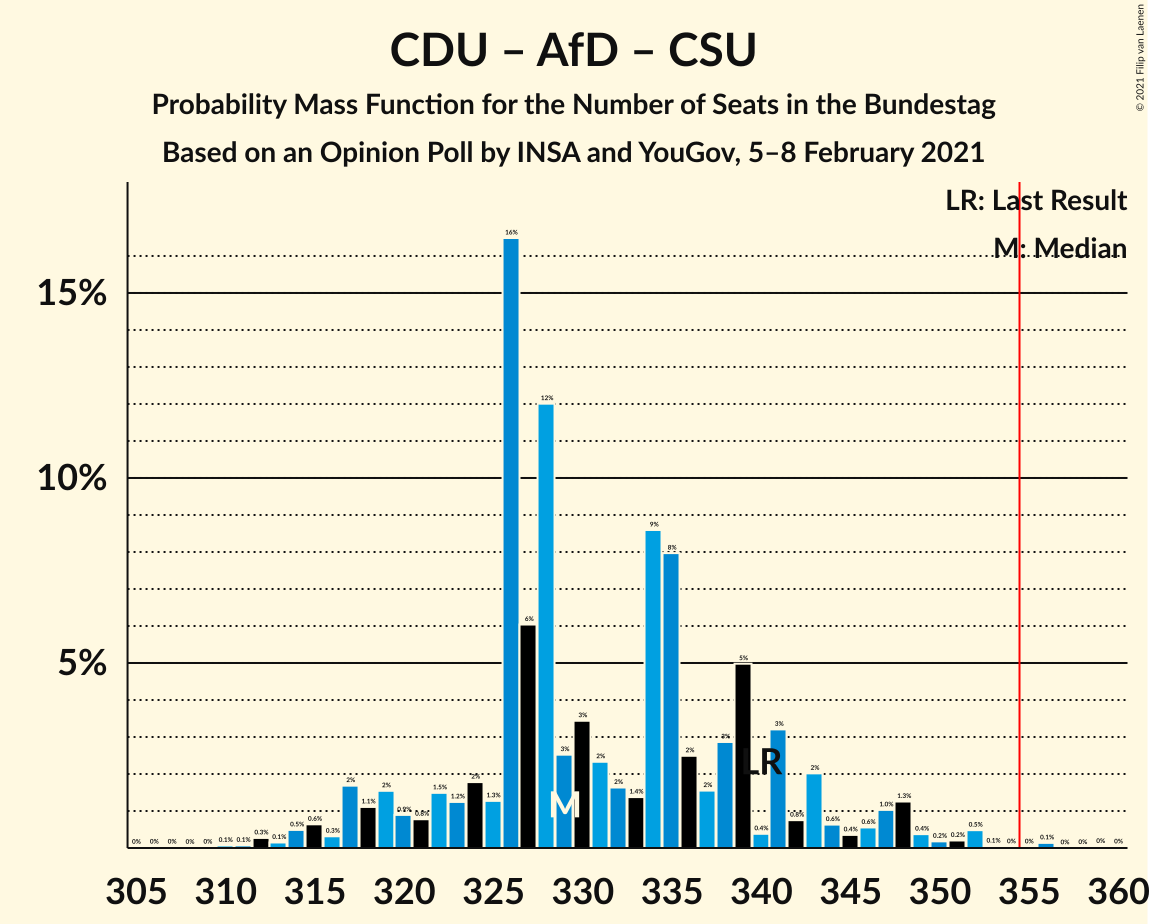 CDU – AfD – CSU
Probability Mass Function for the Number of Seats in the Bundestag
Based on an Opinion Poll by INSA and YouGov, 5–8 February 2021
© 2021 Filip van Laenen
LR: Last Result
M: Median
15%
10%
5%
0% 0% 0% 0% 0% 0.1% 0.1% 0.3% 0.1% 0.5% 0.6% 0.3% 2% 1.1% 2% 0.9% 0.8% 1.5% 1.2% 2% 1.3% 16% 6% 12% 3% 3% 2% 2% 1.4% 9% 8% 2% 2% 3% 5% 0.4% 3% 0.8% 2% 0.6% 0.4% 0.6% 1.0% 1.3% 0.4% 0.2% 0.2% 0.5% 0.1% 0% 0% 0.1% 0% 0% 0% 0%
M
LR
305 310 315 320 325 330 335 340 345 350 355 360